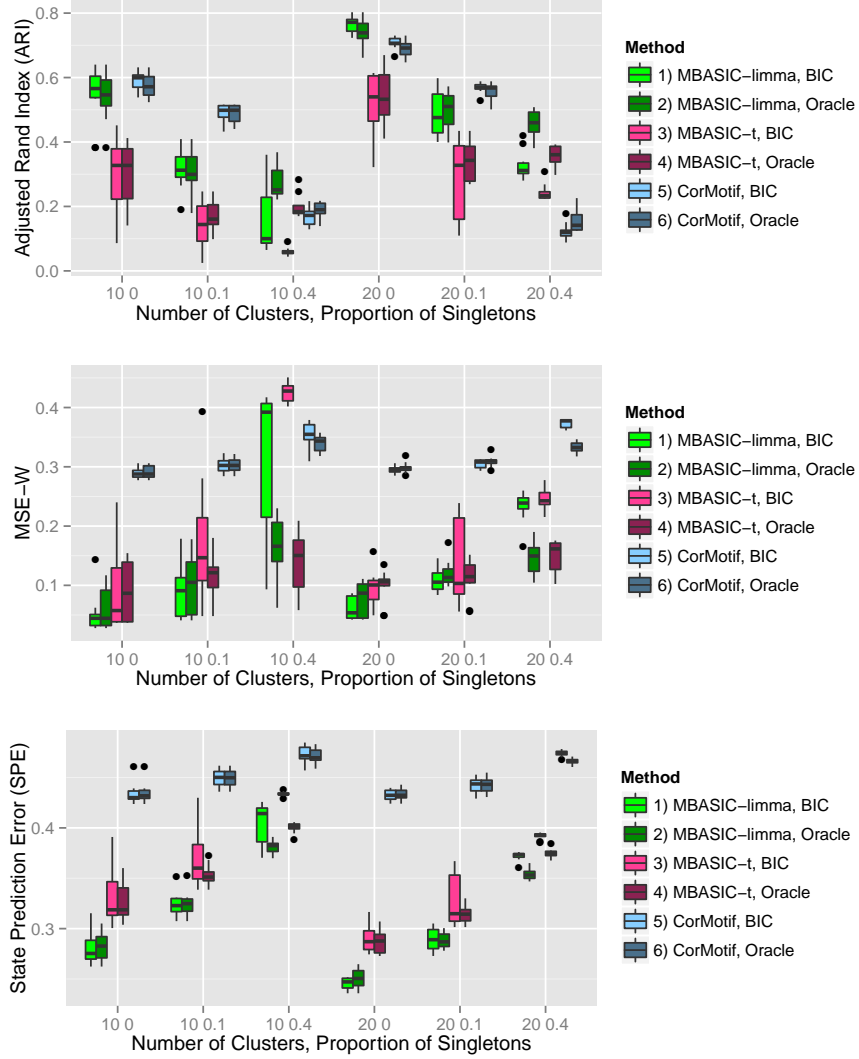 Adjusted Rand Index (ARI)
0.8
0.6
0.4
0.2
0.0
10 0
10 0.1
10 0.4
20 0
20 0.1
20 0.4
Number of Clusters, Proportion of Singletons
Method
1) MBASIC−limma, BIC
2) MBASIC−limma, Oracle
3) MBASIC−t, BIC
4) MBASIC−t, Oracle
5) CorMotif, BIC
6) CorMotif, Oracle
MSE−W
0.4
0.3
0.2
0.1
10 0
10 0.1
10 0.4
20 0
20 0.1
20 0.4
Number of Clusters, Proportion of Singletons
Method
1) MBASIC−limma, BIC
2) MBASIC−limma, Oracle
3) MBASIC−t, BIC
4) MBASIC−t, Oracle
5) CorMotif, BIC
6) CorMotif, Oracle
State Prediction Error (SPE)
0.4
0.3
10 0
10 0.1
10 0.4
20 0
20 0.1
20 0.4
Number of Clusters, Proportion of Singletons
Method
1) MBASIC−limma, BIC
2) MBASIC−limma, Oracle
3) MBASIC−t, BIC
4) MBASIC−t, Oracle
5) CorMotif, BIC
6) CorMotif, Oracle